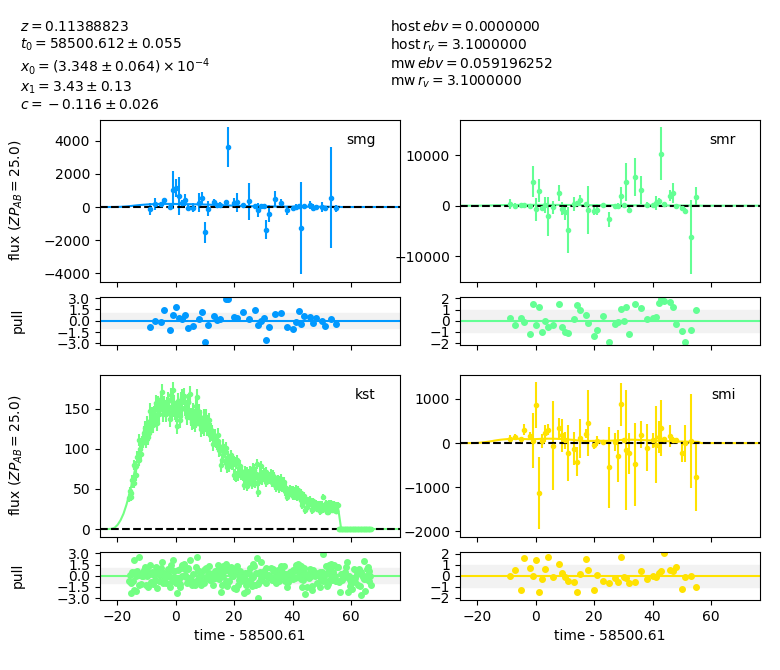 z = 0.11388823
t₀ = 58500.612 ± 0.055
x₀ = (3.348 ± 0.064) × 10⁻⁴
x₁ = 3.43 ± 0.13
c = −0.116 ± 0.026
host ebv = 0.0000000
host r_v = 3.1000000
mw ebv = 0.059196252
mw r_v = 3.1000000
smg
4000
2000
0
−2000
−4000
flux (ZP_AB = 25.0)
smr
10000
0
−10000
3.0
1.5
0.0
−1.5
−3.0
pull
2
1
0
−1
−2
kst
150
100
50
0
flux (ZP_AB = 25.0)
smi
1000
0
−1000
−2000
3.0
1.5
0.0
−1.5
−3.0
pull
−20 0 20 40 60
time - 58500.61
2
1
0
−1
−2
−20 0 20 40 60
time - 58500.61